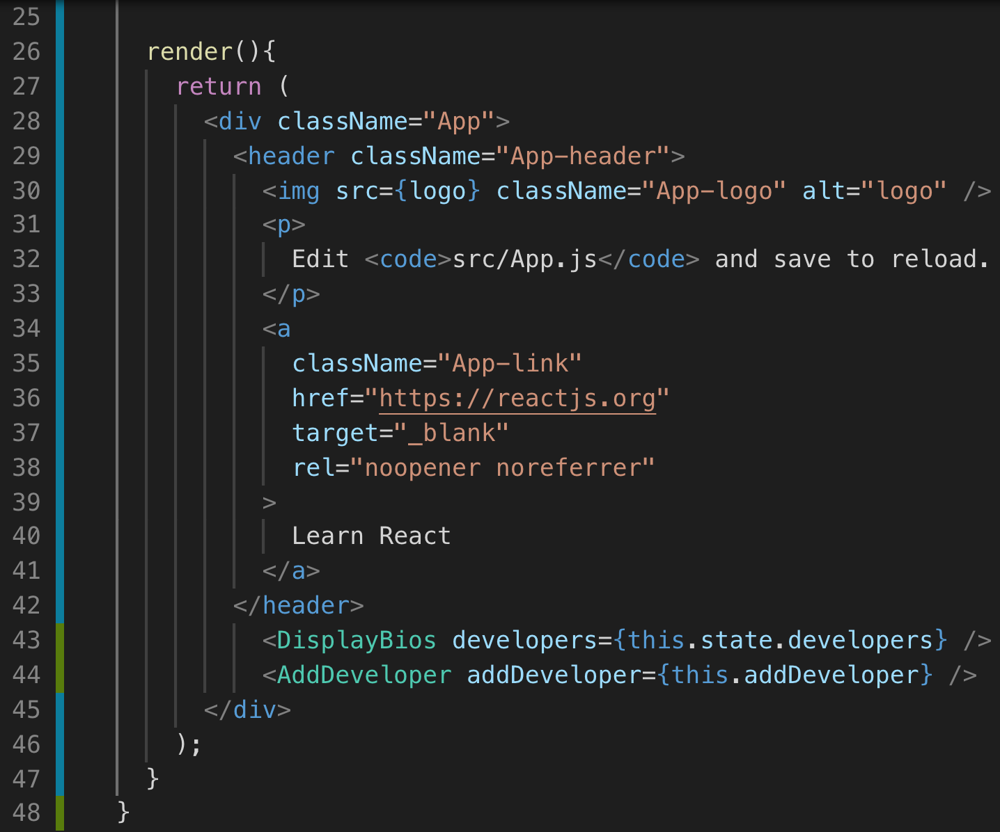 25
26 render(){
27 return (
28 <div className="App">
29 <header className="App-header">
30 <img src={logo} className="App-logo" alt="logo" />
31 <p>
32 Edit <code>src/App.js</code> and save to reload.
33 </p>
34 <a
35 className="App-link"
36 href="https://reactjs.org"
37 target="_blank"
38 rel="noopener noreferrer"
39 >
40 Learn React
41 </a>
42 </header>
43 <DisplayBios developers={this.state.developers} />
44 <AddDeveloper addDeveloper={this.addDeveloper} />
45 </div>
46 );
47 }
48 }